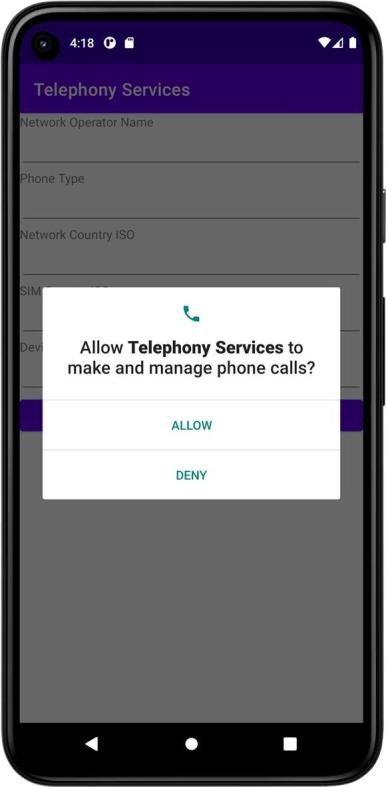 4:18
Telephony Services
Network Operator Name
Phone Type
Network Country ISO
SIM
Allow Telephony Services to
make and manage phone calls?
ALLOW
DENY